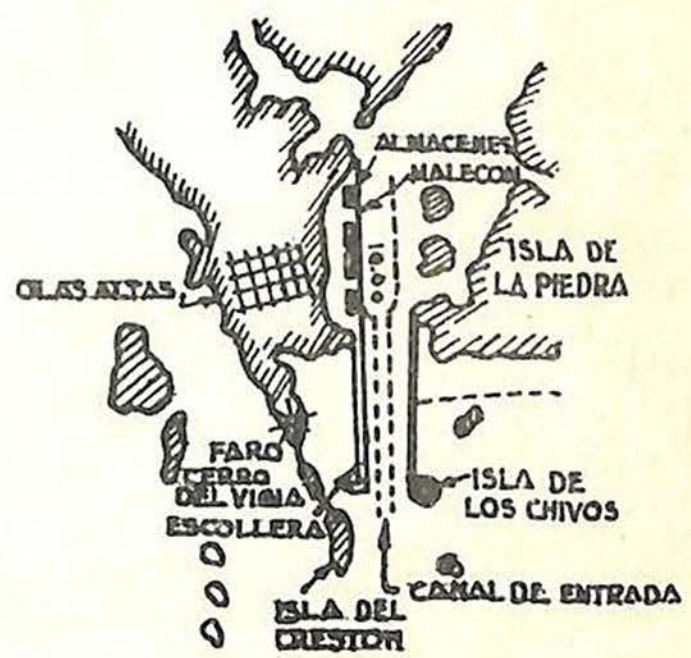 ALMACENES
MALECON
ISLA DE
LA PIEDRA
OLAS ALTAS
10.00
FARO
CERRO
DEL VIGIA
ESCOLLERA
ISLA DE
LOS CHIVOS
CANAL DE ENTRADA
ISLA DEL
CRESTON